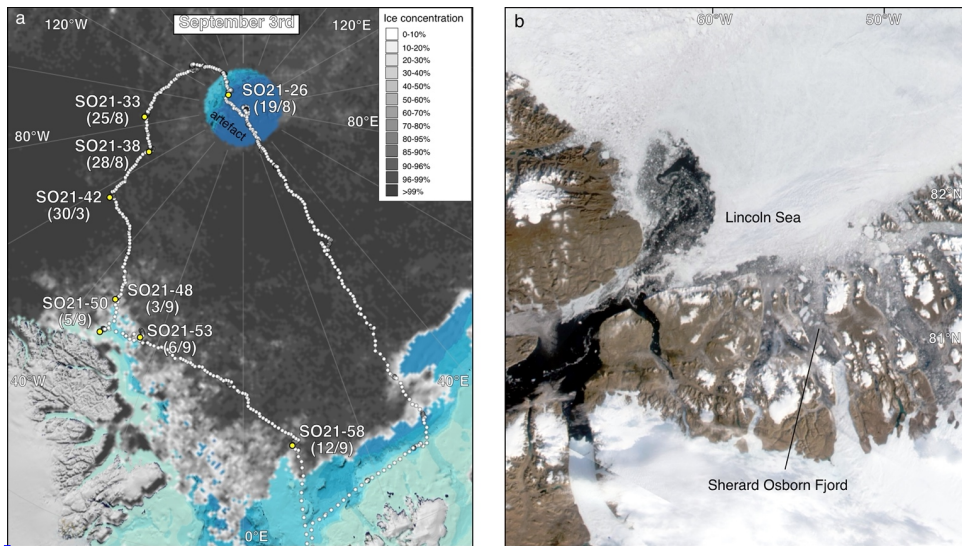 a
120°W
September 3rd
120°E
Ice concentration
0-10%
10-20%
20-30%
30-40%
40-50%
50-60%
60-70%
70-80%
80-95%
85-90%
90-96%
96-99%
>99%
SO21-26
(19/8)
artefact
SO21-33
(25/8)
80°E
80°W
SO21-38
(28/8)
SO21-42
(30/3)
SO21-48
(3/9)
SO21-50
(5/9)
SO21-53
(6/9)
40°W
40°E
SO21-58
(12/9)
0°E
b
60°W
50°W
82°N
Lincoln Sea
81°N
Sherard Osborn Fjord